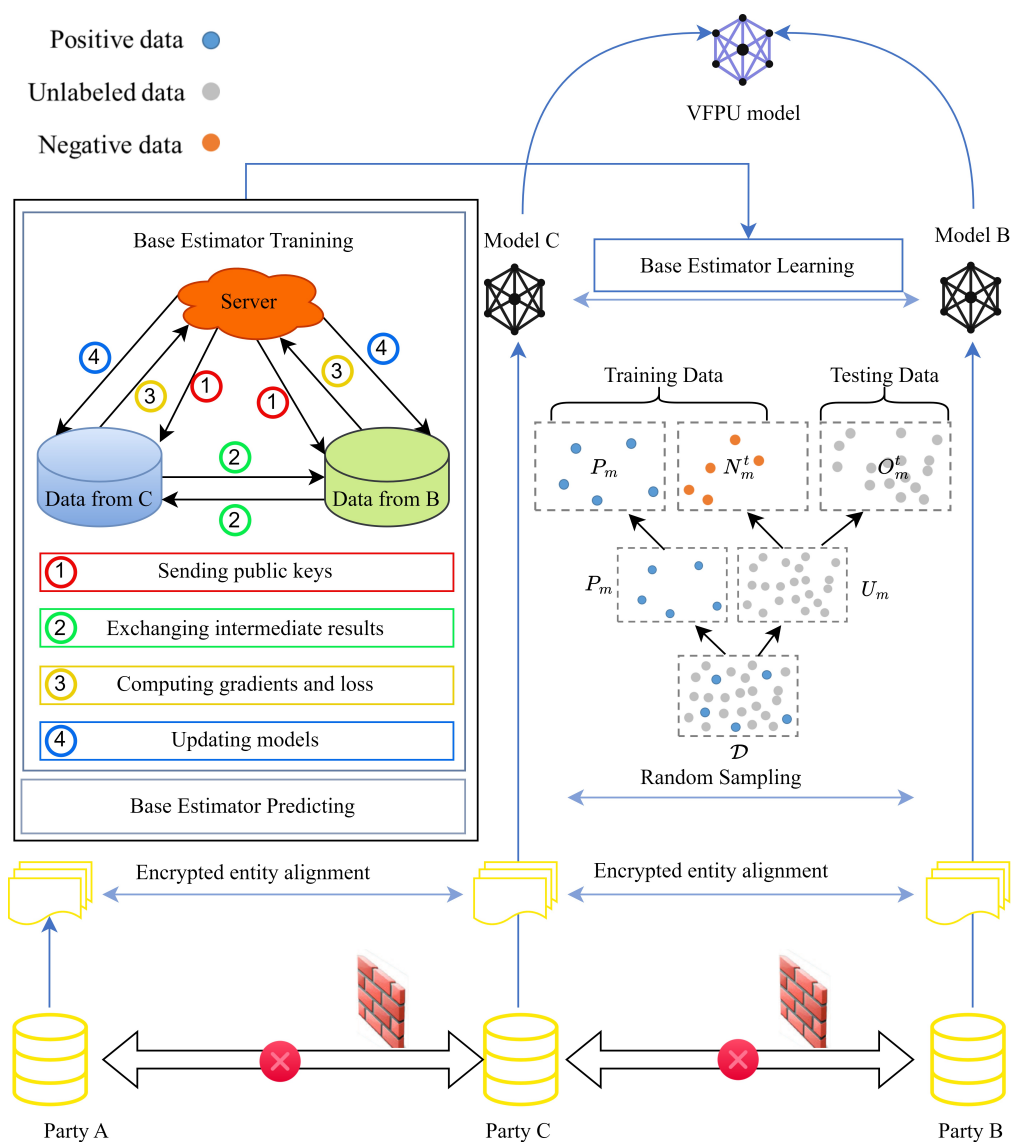 Positive data
Unlabeled data
Negative data
VFPU model
Model C
Model B
Base Estimator Tranining
Base Estimator Learning
Server
4
3
1
1
3
4
2
Data from C
Data from B
2
1 Sending public keys
2 Exchanging intermediate results
3 Computing gradients and loss
4 Updating models
Base Estimator Predicting
Training Data
Testing Data
$P_m$
$N_m^t$
$O_m^t$
$P_m$
$U_m$
$\mathcal{D}$
Random Sampling
Encrypted entity alignment
Encrypted entity alignment
Party A
Party C
Party B